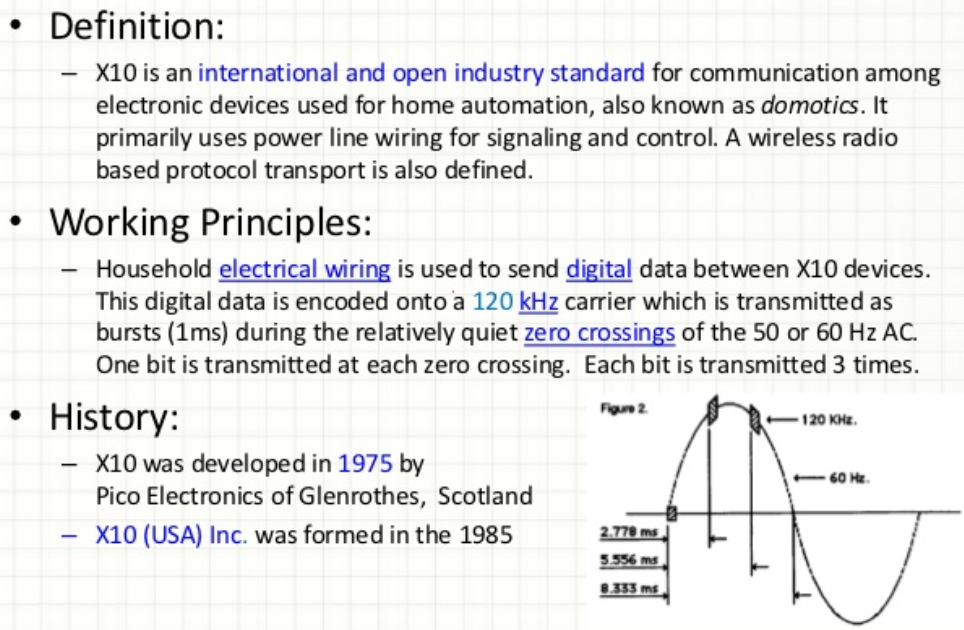 • Definition:
– X10 is an international and open industry standard for communication among
electronic devices used for home automation, also known as domotics. It
primarily uses power line wiring for signaling and control. A wireless radio
based protocol transport is also defined.
• Working Principles:
– Household electrical wiring is used to send digital data between X10 devices.
This digital data is encoded onto a 120 kHz carrier which is transmitted as
bursts (1ms) during the relatively quiet zero crossings of the 50 or 60 Hz AC.
One bit is transmitted at each zero crossing. Each bit is transmitted 3 times.
• History:
– X10 was developed in 1975 by
Pico Electronics of Glenrothes, Scotland
– X10 (USA) Inc. was formed in the 1985
Figure 2.
120 KHz.
60 Hz.
2.778 ms
5.556 ms
8.333 ms